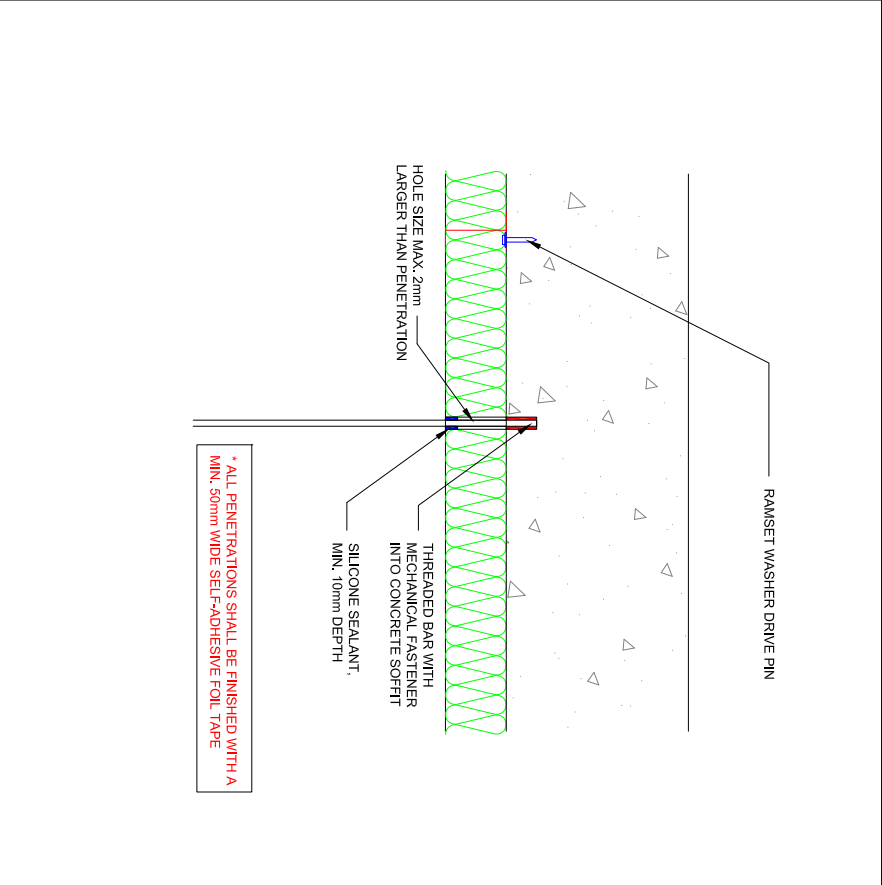 RAMSET WASHER DRIVE PIN
HOLE SIZE MAX. 2mm
LARGER THAN PENETRATION
THREADED BAR WITH
MECHANICAL FASTENER
INTO CONCRETE SOFFIT
SILICONE SEALANT,
MIN. 10mm DEPTH
* ALL PENETRATIONS SHALL BE FINISHED WITH A
MIN. 50mm WIDE SELF-ADHESIVE FOIL TAPE